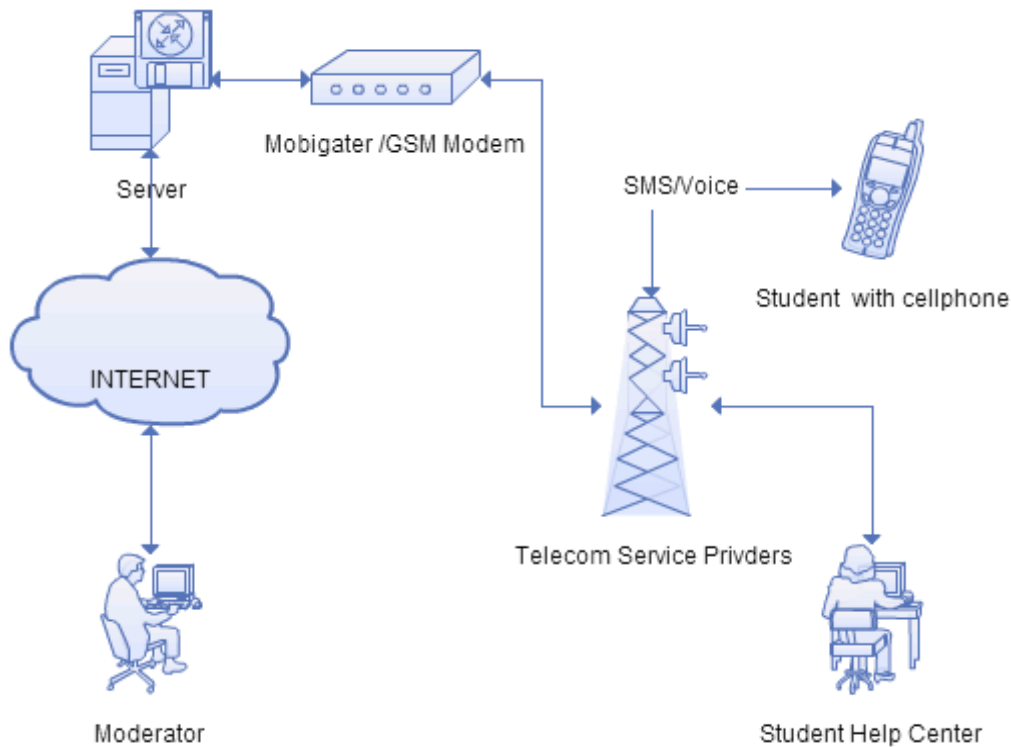 Mobigater /GSM Modem
Server
SMS/Voice
Student with cellphone
INTERNET
Telecom Service Privders
Moderator
Student Help Center